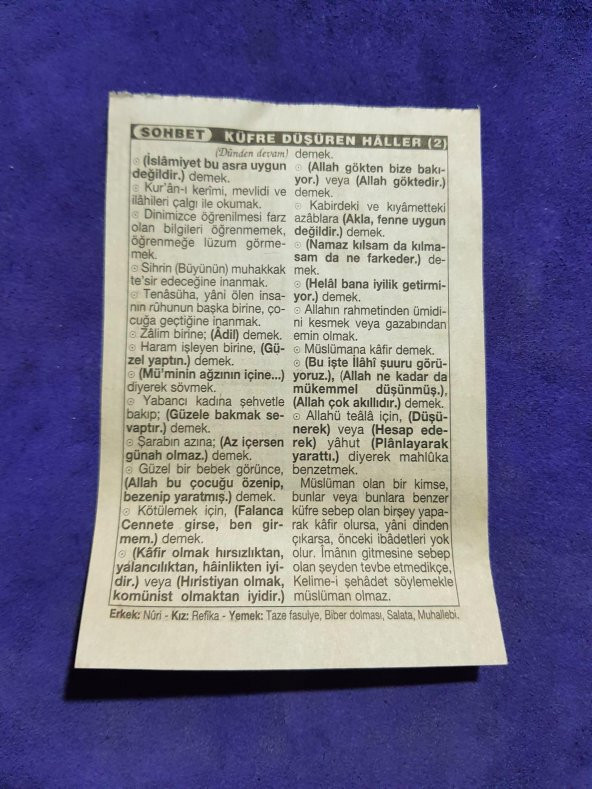 SOHBET KÜFRE DÜŞÜREN HÂLLER (2)
(Dünden devam)
⊙ (İslâmiyet bu asra uygun
değildir.) demek.
⊙ Kur'ân-ı kerîmi, mevlidi ve
ilâhîleri çalgı ile okumak.
⊙ Dinimizce öğrenilmesi farz
olan bilgileri öğrenmemek,
öğrenmeğe lüzum görme-
mek.
⊙ Sihrin (Büyünün) muhakkak
te'sir edeceğine inanmak.
⊙ Tenâsüha, yâni ölen insa-
nın rûhunun başka birine, ço-
cuğa geçtiğine inanmak.
⊙ Zâlim birine; (Âdil) demek.
⊙ Haram işleyen birine, (Gü-
zel yaptın.) demek.
⊙ (Mü'minin ağzının içine...)
diyerek sövmek.
⊙ Yabancı kadına şehvetle
bakıp; (Güzele bakmak se-
vaptır.) demek.
⊙ Şarabın azına; (Az içersen
günah olmaz.) demek.
⊙ Güzel bir bebek görünce,
(Allah bu çocuğu özenip,
bezenip yaratmış.) demek.
⊙ Kötülemek için, (Falanca
Cennete girse, ben gir-
mem.) demek.
⊙ (Kâfir olmak hırsızlıktan,
yalancılıktan, hâinlikten iyi-
dir.) veya (Hıristiyan olmak,
komünist olmaktan iyidir.)
demek.
⊙ (Allah gökten bize bakı-
yor.) veya (Allah göktedir.)
demek.
⊙ Kabirdeki ve kıyâmetteki
azâblara (Akla, fenne uygun
değildir.) demek.
⊙ (Namaz kılsam da kılma-
sam da ne farkeder.) de-
mek.
⊙ (Helâl bana iyilik getirmi-
yor.) demek.
⊙ Allahın rahmetinden ümidi-
ni kesmek veya gazabından
emin olmak.
⊙ Müslümana kâfir demek.
⊙ (Bu işte İlâhî şuuru görü-
yoruz.), (Allah ne kadar da
mükemmel düşünmüş.),
(Allah çok akıllıdır.) demek.
⊙ Allahü teâlâ için, (Düşü-
nerek) veya (Hesap ede-
rek) yâhut (Plânlayarak
yarattı.) diyerek mahlûka
benzetmek.
Müslüman olan bir kimse,
bunlar veya bunlara benzer
küfre sebep olan birşey yapa-
rak kâfir olursa, yâni dinden
çıkarsa, önceki ibâdetleri yok
olur. Îmânın gitmesine sebep
olan şeyden tevbe etmedikçe,
Kelime-i şehâdet söylemekle
müslüman olmaz.
Erkek: Nûri - Kız: Refika - Yemek: Taze fasulye, Biber dolması, Salata, Muhallebi.